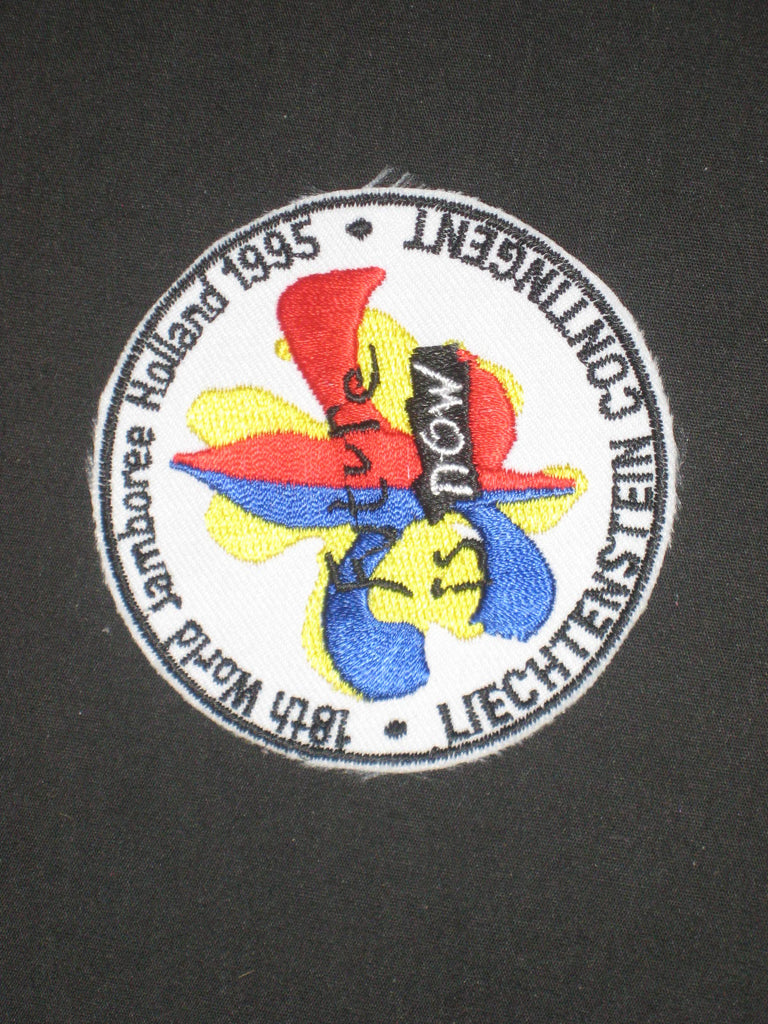 18th World Jamboree Holland 1995
Future
is now
LIECHTENSTEIN CONTINGENT